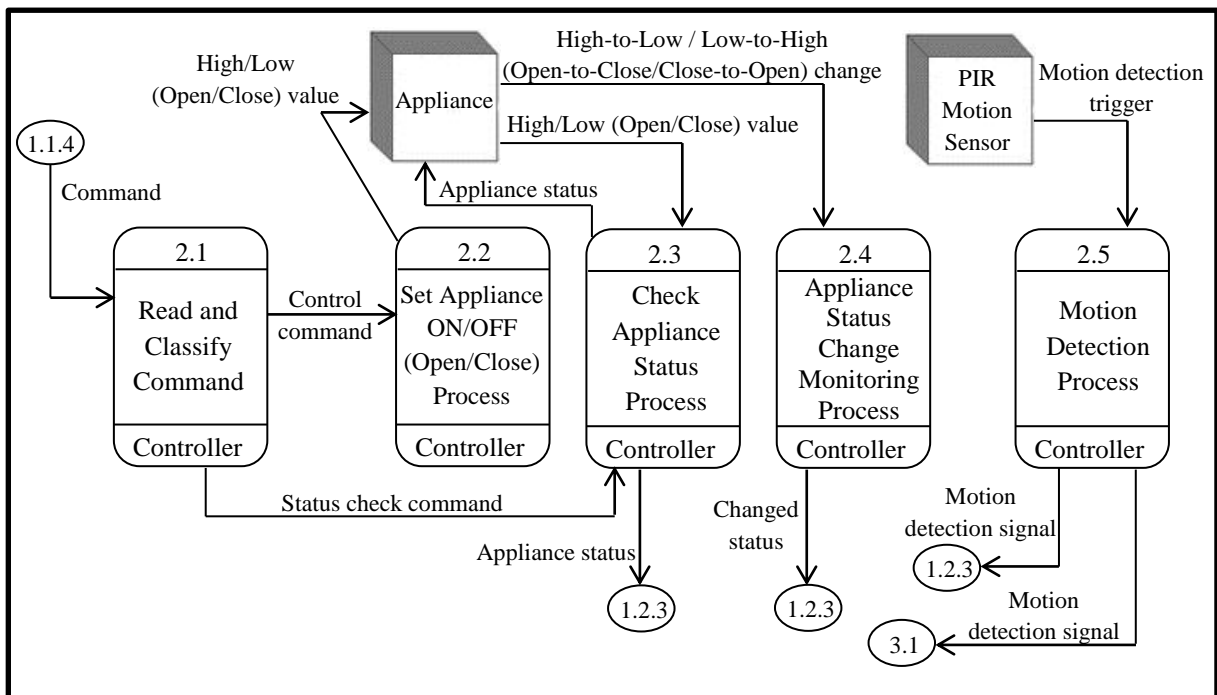 High-to-Low / Low-to-High
(Open-to-Close/Close-to-Open) change
High/Low
(Open/Close) value
Appliance
High/Low (Open/Close) value
PIR
Motion
Sensor
Motion detection
trigger
1.1.4
Command
Appliance status
2.1
Read and
Classify
Command
Controller
Control
command
2.2
Set Appliance
ON/OFF
(Open/Close)
Process
Controller
2.3
Check
Appliance
Status
Process
Controller
2.4
Appliance
Status
Change
Monitoring
Process
Controller
2.5
Motion
Detection
Process
Controller
Status check command
Appliance status
1.2.3
Changed
status
1.2.3
Motion
detection signal
1.2.3
Motion
detection signal
3.1